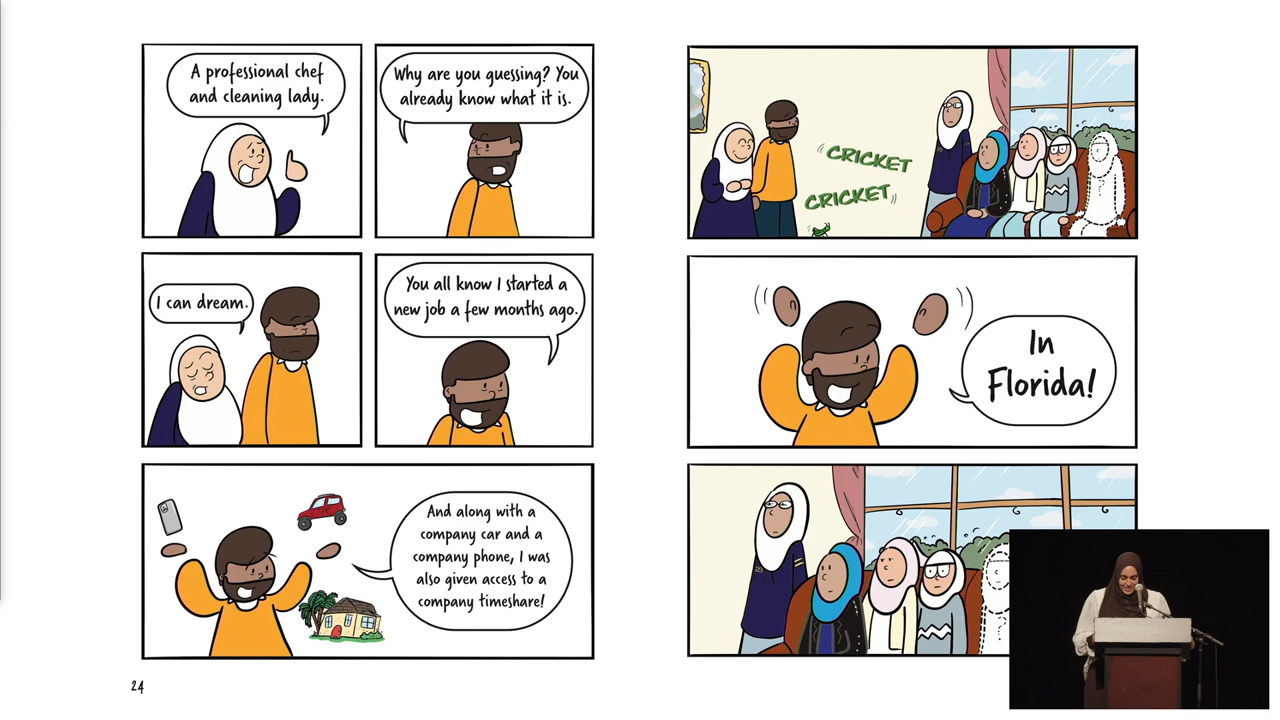 A professional chef
and cleaning lady.
Why are you guessing? You
already know what it is.
I can dream.
You all know I started a
new job a few months ago.
And along with a
company car and a
company phone, I was
also given access to a
company timeshare!
24
CRICKET
CRICKET
In
Florida!